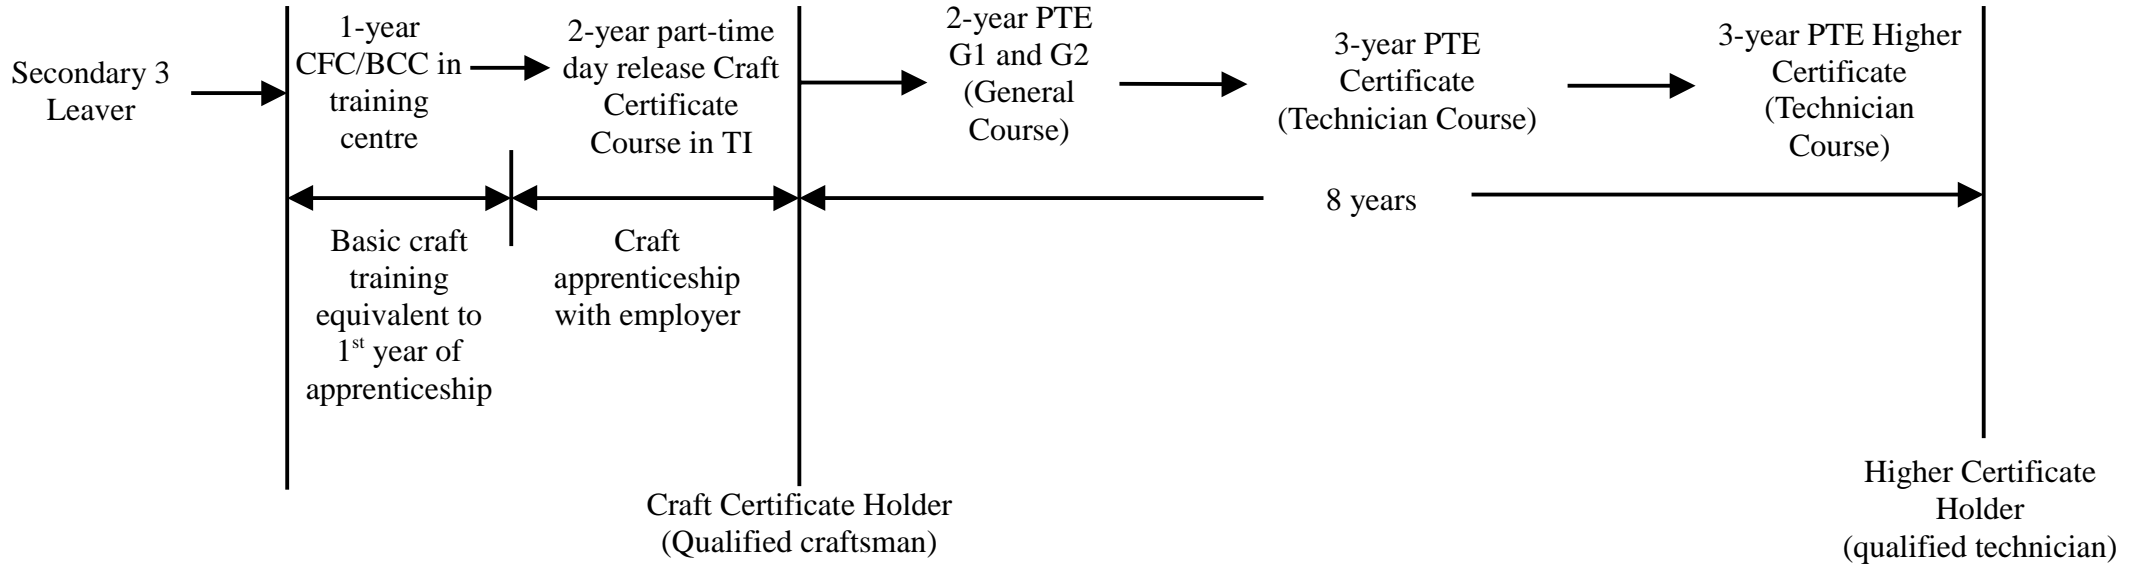 Secondary 3
Leaver
1-year
CFC/BCC in
training
centre
2-year part-time
day release Craft
Certificate
Course in TI
2-year PTE
G1 and G2
(General
Course)
3-year PTE
Certificate
(Technician Course)
3-year PTE Higher
Certificate
(Technician
Course)
8 years
Basic craft
training
equivalent to
1st year of
apprenticeship
Craft
apprenticeship
with employer
Craft Certificate Holder
(Qualified craftsman)
Higher Certificate
Holder
(qualified technician)